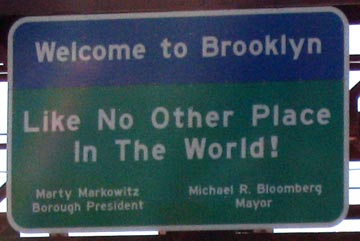 Welcome to Brooklyn
Like No Other Place
In The World!
Marty Markowitz
Borough President
Michael R. Bloomberg
Mayor